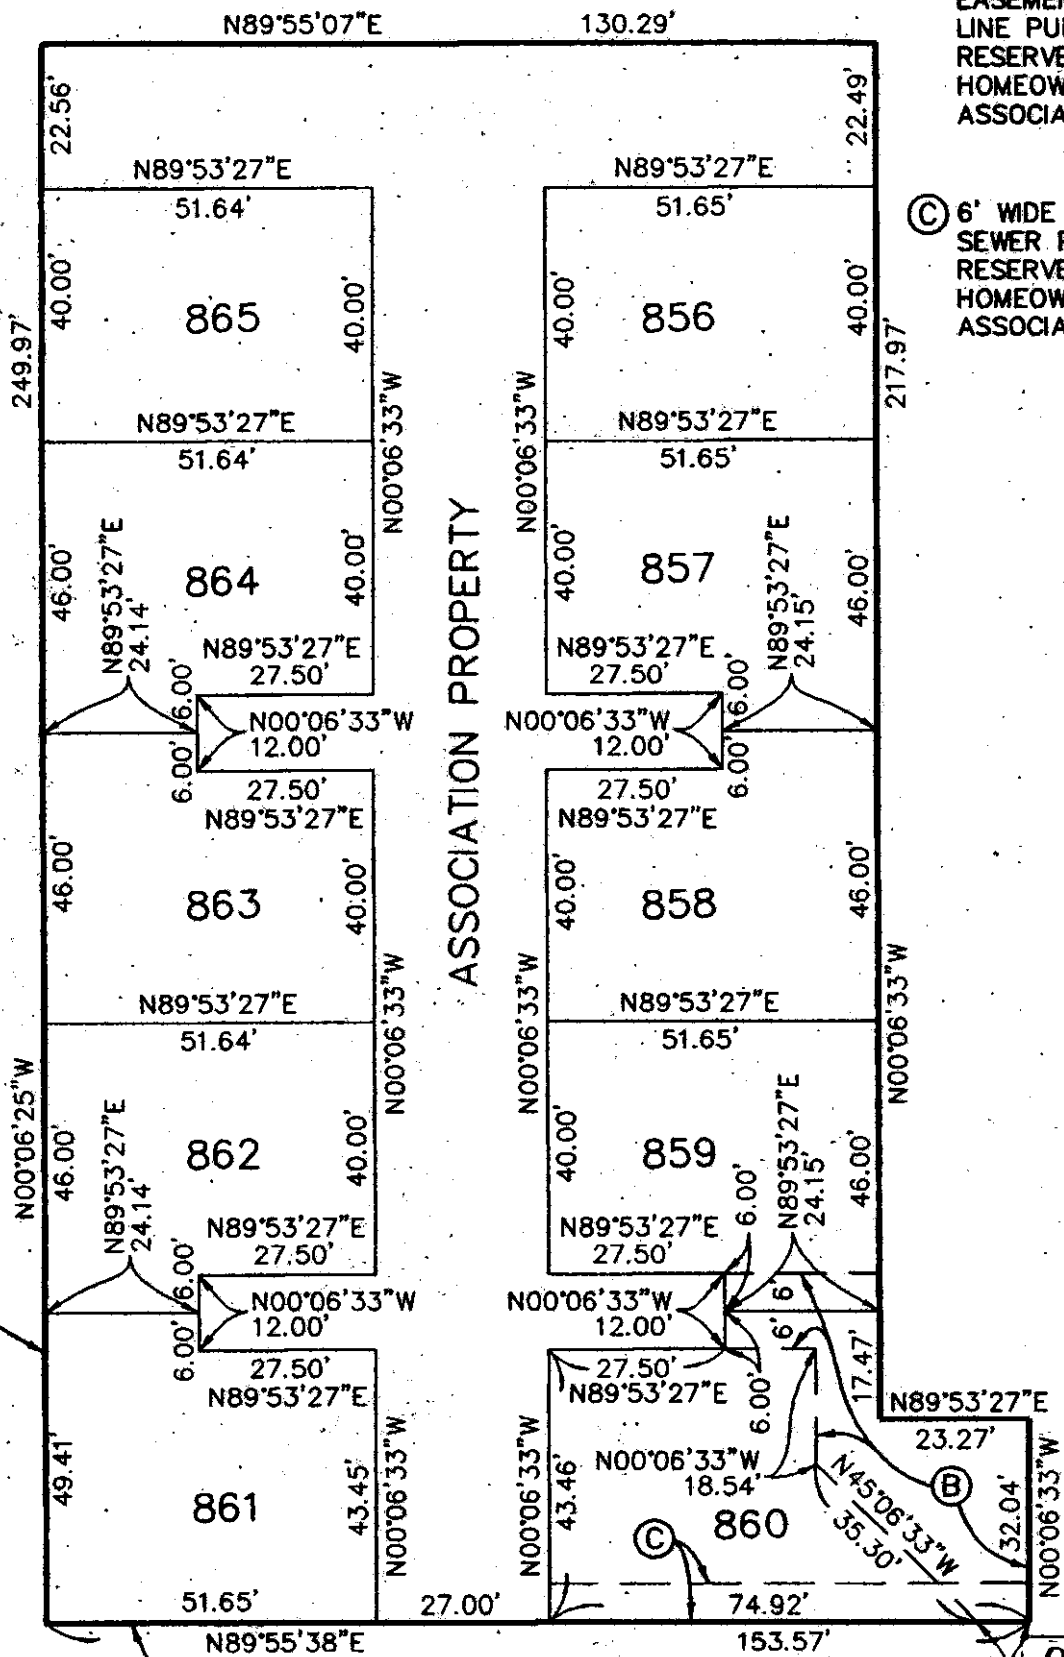 N89°55'07"E 130.29'
EASEMEN
LINE PU
RESERVE
HOMEOW
ASSOCIA
22.56'
22.49'
N89°53'27"E
51.64'
N89°53'27"E
51.65'
C 6' WIDE
SEWER
RESERVE
HOMEOW
ASSOCIA
249.97'
40.00'
865
40.00'
40.00'
856
40.00'
217.97'
N00°06'33"W
N00°06'33"W
N89°53'27"E
51.64'
N89°53'27"E
51.65'
46.00'
N89°53'27"E
24.14'
864
40.00'
40.00'
857
N89°53'27"E
24.15'
46.00'
ASSOCIATION PROPERTY
N89°53'27"E
27.50'
6.00'
N89°53'27"E
27.50'
6.00'
N00°06'33"W
12.00'
N00°06'33"W
12.00'
6.00'
27.50'
N89°53'27"E
27.50'
N89°53'27"E
6.00'
46.00'
863
40.00'
40.00'
858
46.00'
N00°06'33"W
N00°06'33"W
N00°06'33"W
N89°53'27"E
51.64'
N89°53'27"E
51.65'
N00°06'25"W
46.00'
N89°53'27"E
24.14'
862
40.00'
40.00'
859
6.00'
N89°53'27"E
24.15'
46.00'
N89°53'27"E
27.50'
6.00'
N89°53'27"E
27.50'
N00°06'33"W
12.00'
N00°06'33"W
12.00'
6'
6'
6.00'
27.50'
N89°53'27"E
27.50'
N89°53'27"E
6.00'
17.47'
N89°53'27"E
23.27'
49.41'
861
43.45'
N00°06'33"W
N00°06'33"W
43.46'
N00°06'33"W
18.54'
860
N45°06'33"W
35.30'
B
32.04'
N00°06'33"W
C
51.65'
27.00'
74.92'
N89°55'38"E
153.57'